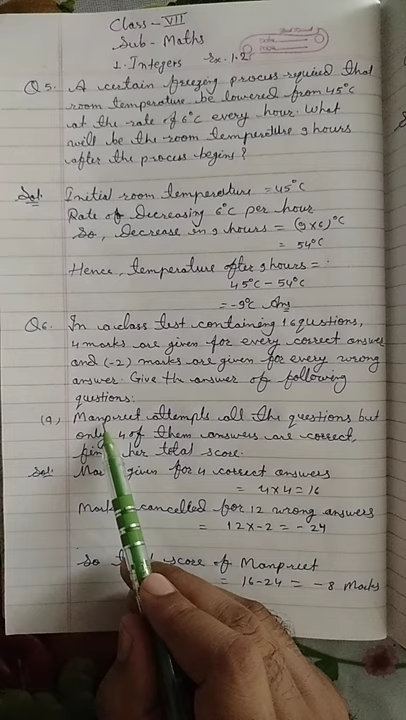 Class - VII
Sub - Maths
1. Integers Ex. 1.2
Q5. A certain freezing process required that
room temperature be lowered from 45°C
at the rate of 6°C every hour. What
will be the room temperature 9 hours
after the process begins?
Sol. Initial room temperature = 45°C
Rate of Decreasing 6°C per hour
So, Decrease in 9 hours = (9×6)°C
= 54°C
Hence, temperature after 9 hours =
45°C - 54°C
= -9°C Ans
Q6. In a class test containing 16 qustions,
4 marks are given for every correct answer
and (-2) marks are given for every wrong
answer. Give the answer of following
questions:
(a) Manpreet attempts all the questions but
only 4 of them answers are correct,
her total score.
Sol. given for 4 correct answers
= 4×4 = 16
cancelled for 12 wrong answers
= 12×-2 = -24
So score of Manpreet
= 16-24 = -8 Marks